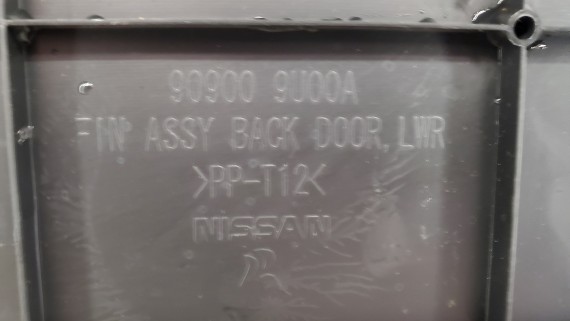 90900 9U00A
FIN ASSY BACK DOOR, LWR
>PP-T12<
NISSAN